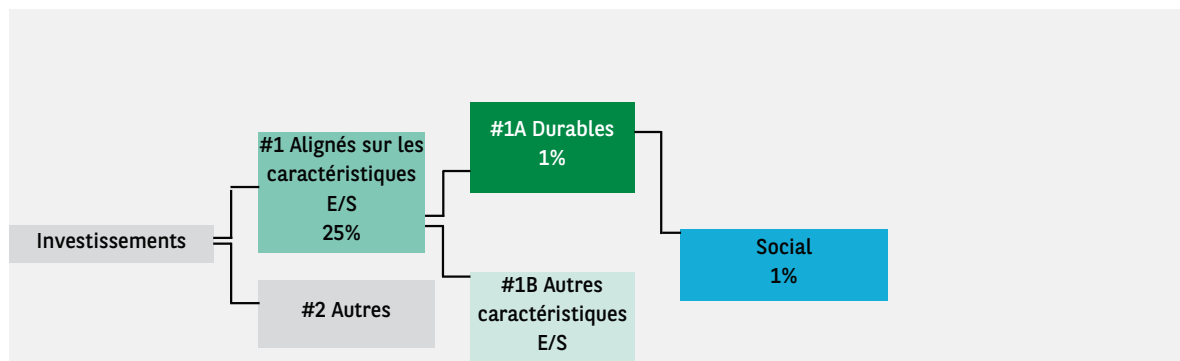 Investissements
#1 Alignés sur les
caractéristiques
E/S
25%
#2 Autres
#1A Durables
1%
#1B Autres
caractéristiques
E/S
Social
1%